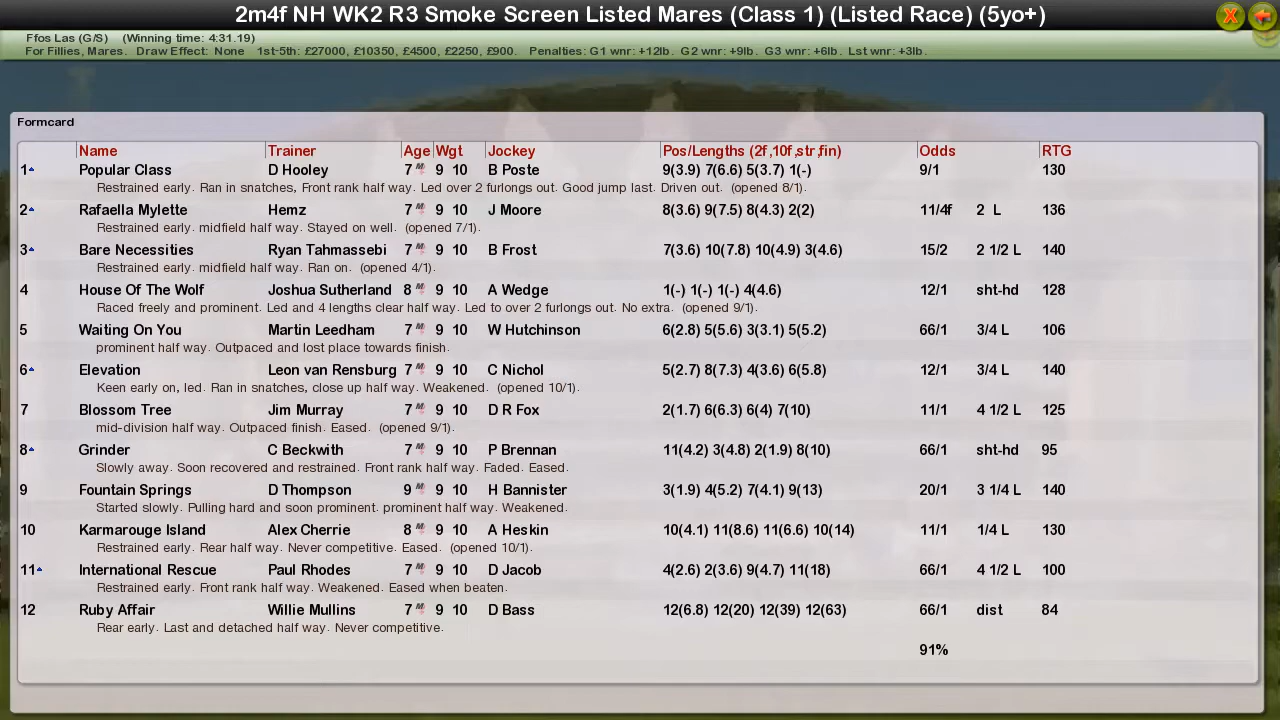 2m4f NH WK2 R3 Smoke Screen Listed Mares (Class 1) (Listed Race) (5yo+)
Ffos Las (G/S) (Winning time: 4:31.19)
For Fillies, Mares. Draw Effect: None 1st-5th: £27000, £10350, £4500, £2250, £900. Penalties: G1 wnr: +12lb. G2 wnr: +9lb. G3 wnr: +6lb. Lst wnr: +3lb.
Formcard
Name Trainer Age Wgt Jockey Pos/Lengths (2f,10f,str,fin) Odds RTG
1 Popular Class D Hooley 7 M 9 10 B Poste 9(3.9) 7(6.6) 5(3.7) 1(-) 9/1 130
Restrained early. Ran in snatches, Front rank half way. Led over 2 furlongs out. Good jump last. Driven out. (opened 8/1).
2 Rafaella Mylette Hemz 7 M 9 10 J Moore 8(3.6) 9(7.5) 8(4.3) 2(2) 11/4f 2 L 136
Restrained early. midfield half way. Stayed on well. (opened 7/1).
3 Bare Necessities Ryan Tahmassebi 7 M 9 10 B Frost 7(3.6) 10(7.8) 10(4.9) 3(4.6) 15/2 2 1/2 L 140
Restrained early. midfield half way. Ran on. (opened 4/1).
4 House Of The Wolf Joshua Sutherland 8 M 9 10 A Wedge 1(-) 1(-) 1(-) 4(4.6) 12/1 sht-hd 128
Raced freely and prominent. Led and 4 lengths clear half way. Led to over 2 furlongs out. No extra. (opened 9/1).
5 Waiting On You Martin Leedham 7 M 9 10 W Hutchinson 6(2.8) 5(5.6) 3(3.1) 5(5.2) 66/1 3/4 L 106
prominent half way. Outpaced and lost place towards finish.
6 Elevation Leon van Rensburg 7 M 9 10 C Nichol 5(2.7) 8(7.3) 4(3.6) 6(5.8) 12/1 3/4 L 140
Keen early on, led. Ran in snatches, close up half way. Weakened. (opened 10/1).
7 Blossom Tree Jim Murray 7 M 9 10 D R Fox 2(1.7) 6(6.3) 6(4) 7(10) 11/1 4 1/2 L 125
mid-division half way. Outpaced finish. Eased. (opened 9/1).
8 Grinder C Beckwith 7 M 9 10 P Brennan 11(4.2) 3(4.8) 2(1.9) 8(10) 66/1 sht-hd 95
Slowly away. Soon recovered and restrained. Front rank half way. Faded. Eased.
9 Fountain Springs D Thompson 9 M 9 10 H Bannister 3(1.9) 4(5.2) 7(4.1) 9(13) 20/1 3 1/4 L 140
Started slowly. Pulling hard and soon prominent. prominent half way. Weakened.
10 Karmarouge Island Alex Cherrie 8 M 9 10 A Heskin 10(4.1) 11(8.6) 11(6.6) 10(14) 11/1 1/4 L 130
Restrained early. Rear half way. Never competitive. Eased. (opened 10/1).
11 International Rescue Paul Rhodes 7 M 9 10 D Jacob 4(2.6) 2(3.6) 9(4.7) 11(18) 66/1 4 1/2 L 100
Restrained early. Front rank half way. Weakened. Eased when beaten.
12 Ruby Affair Willie Mullins 7 M 9 10 D Bass 12(6.8) 12(20) 12(39) 12(63) 66/1 dist 84
Rear early. Last and detached half way. Never competitive.
91%